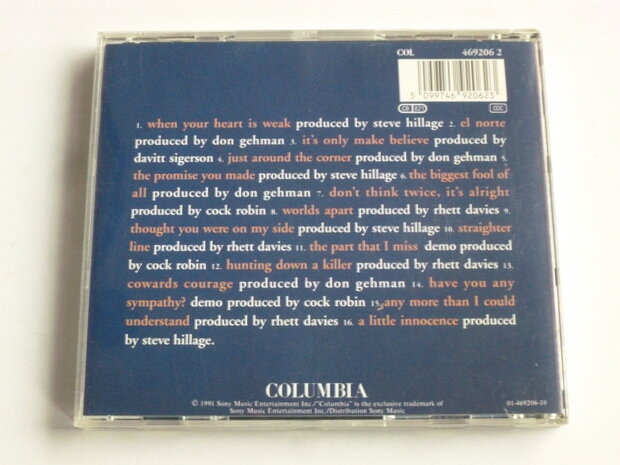 COL 469206 2
5 099746 920623
CB 821 CDC
1. when your heart is weak produced by steve hillage 2. el norte
produced by don gehman 3. it's only make believe produced by
davitt sigerson 4. just around the corner produced by don gehman 5.
the promise you made produced by steve hillage 6. the biggest fool of
all produced by don gehman 7. don't think twice, it's alright
produced by cock robin 8. worlds apart produced by rhett davies 9.
thought you were on my side produced by steve hillage 10. straighter
line produced by rhett davies 11. the part that I miss demo produced
by cock robin 12. hunting down a killer produced by rhett davies 13.
cowards courage produced by don gehman 14. have you any
sympathy? demo produced by cock robin 15. any more than I could
understand produced by rhett davies 16. a little innocence produced
by steve hillage.
COLUMBIA
© 1991 Sony Music Entertainment Inc./"Columbia" is the exclusive trademark of
Sony Music Entertainment Inc./Distribution Sony Music
01-469206-10